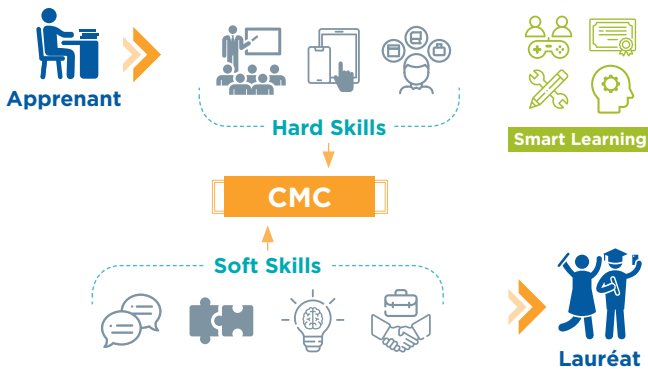 Apprenant
Hard Skills
Smart Learning
CMC
Soft Skills
Lauréat